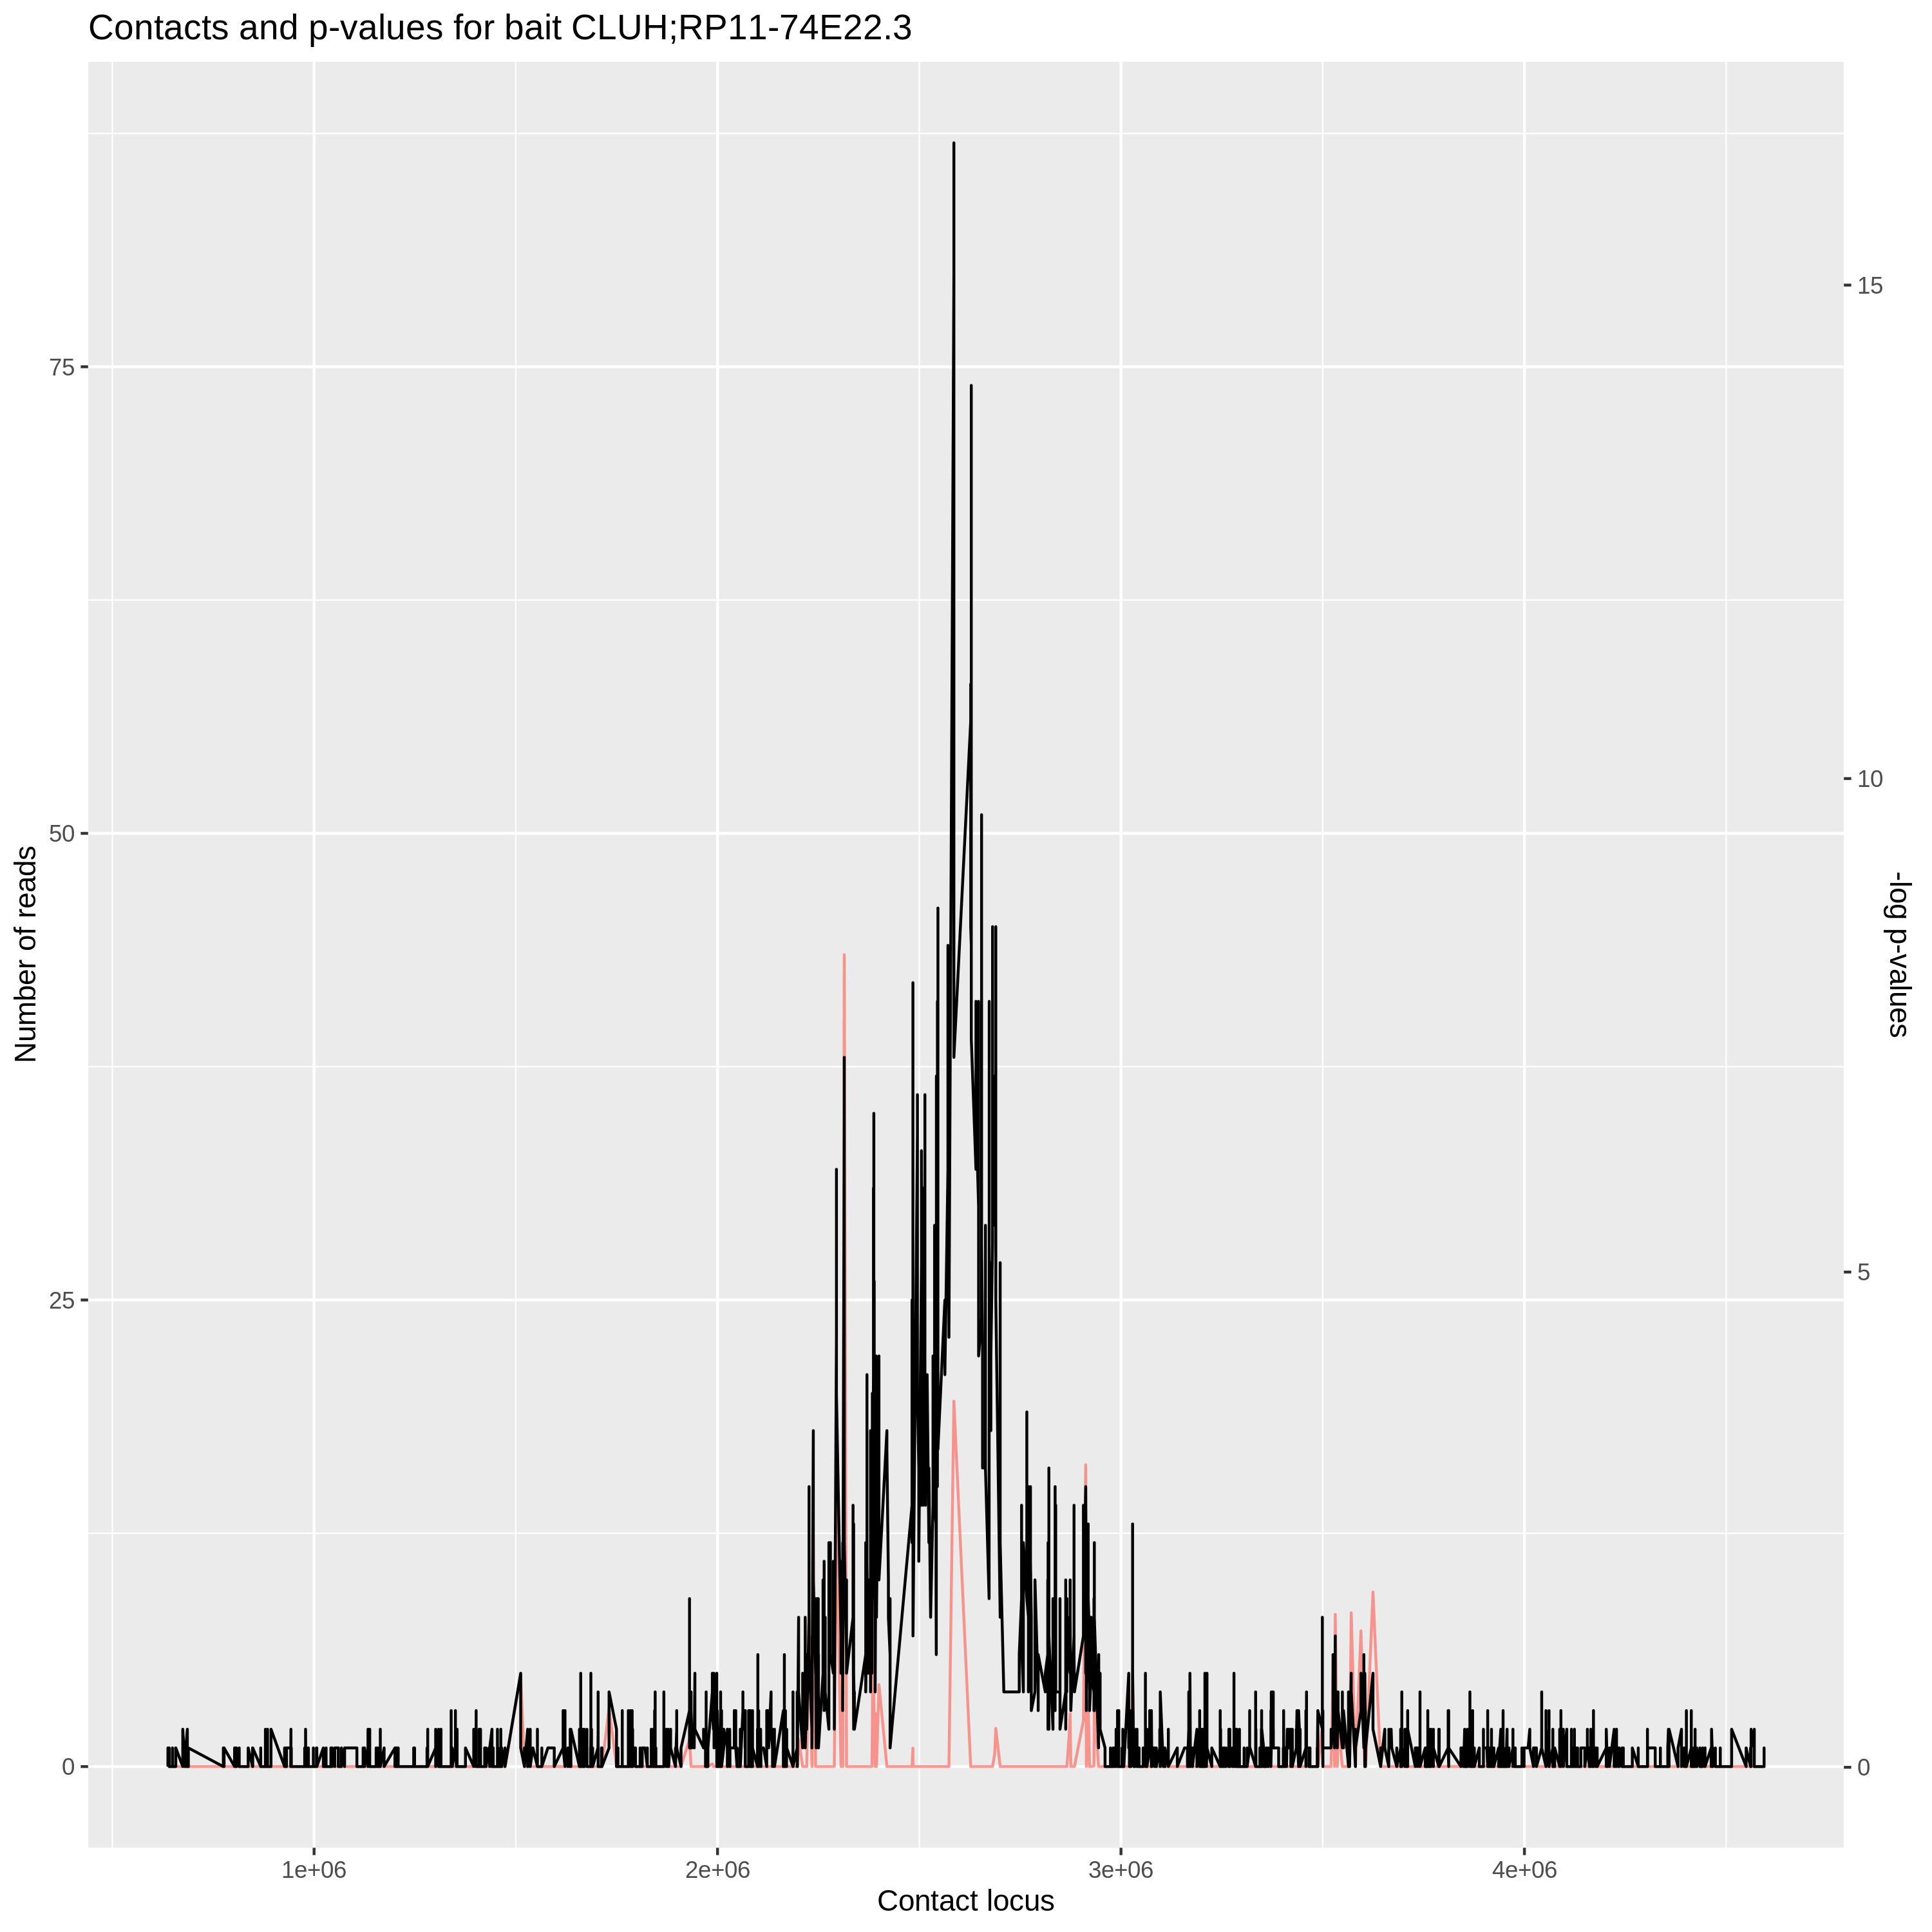 Contacts and p-values for bait CLUH;RP11-74E22.3
Number of reads
75
50
25
0
15
10
5
0
-log p-values
1e+06
2e+06
3e+06
4e+06
Contact locus